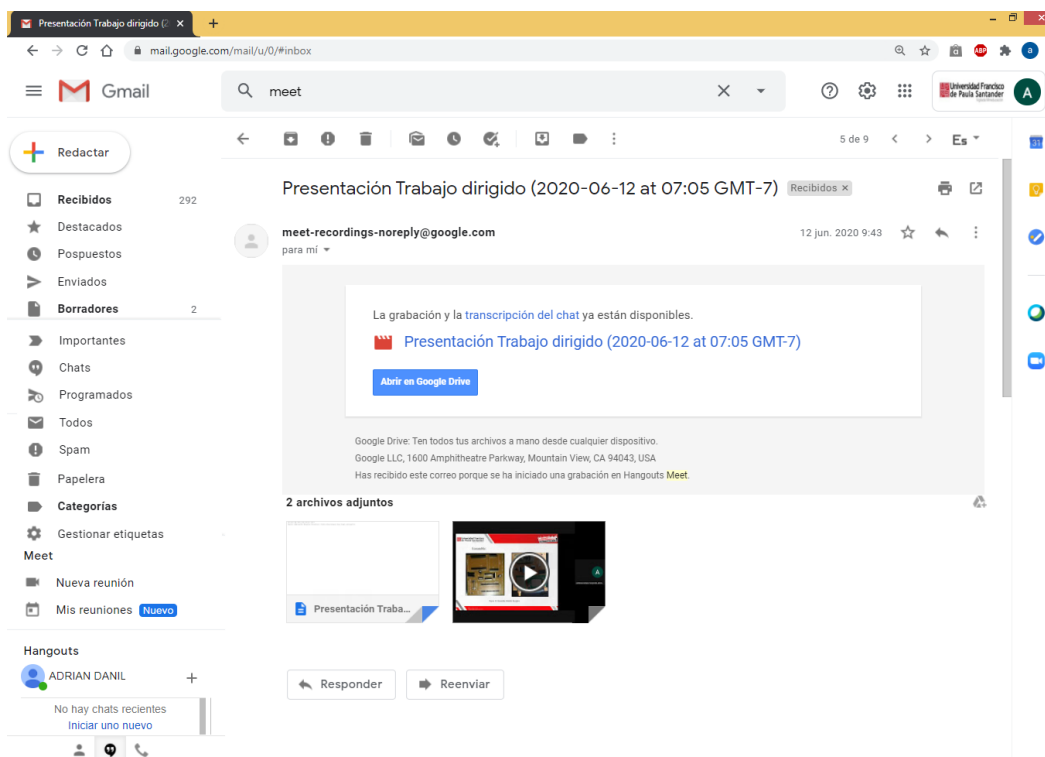 Presentación Trabajo dirigido (2
mail.google.com/mail/u/0/#inbox
ABP
a
Gmail
meet
Universidad Francisco
de Paula Santander
A
Redactar
5 de 9
Es
31
Presentación Trabajo dirigido (2020-06-12 at 07:05 GMT-7)
Recibidos ×
Recibidos 292
Destacados
Pospuestos
Enviados
Borradores 2
Importantes
Chats
Programados
Todos
Spam
Papelera
Categorías
Gestionar etiquetas
Meet
Nueva reunión
Mis reuniones Nuevo
Hangouts
ADRIAN DANIL
No hay chats recientes
Iniciar uno nuevo
meet-recordings-noreply@google.com
12 jun. 2020 9:43
para mí
La grabación y la transcripción del chat ya están disponibles.
Presentación Trabajo dirigido (2020-06-12 at 07:05 GMT-7)
Abrir en Google Drive
Google Drive: Ten todos tus archivos a mano desde cualquier dispositivo.
Google LLC, 1600 Amphitheatre Parkway, Mountain View, CA 94043, USA
Has recibido este correo porque se ha iniciado una grabación en Hangouts Meet.
2 archivos adjuntos
Presentación Traba...
A
Responder
Reenviar